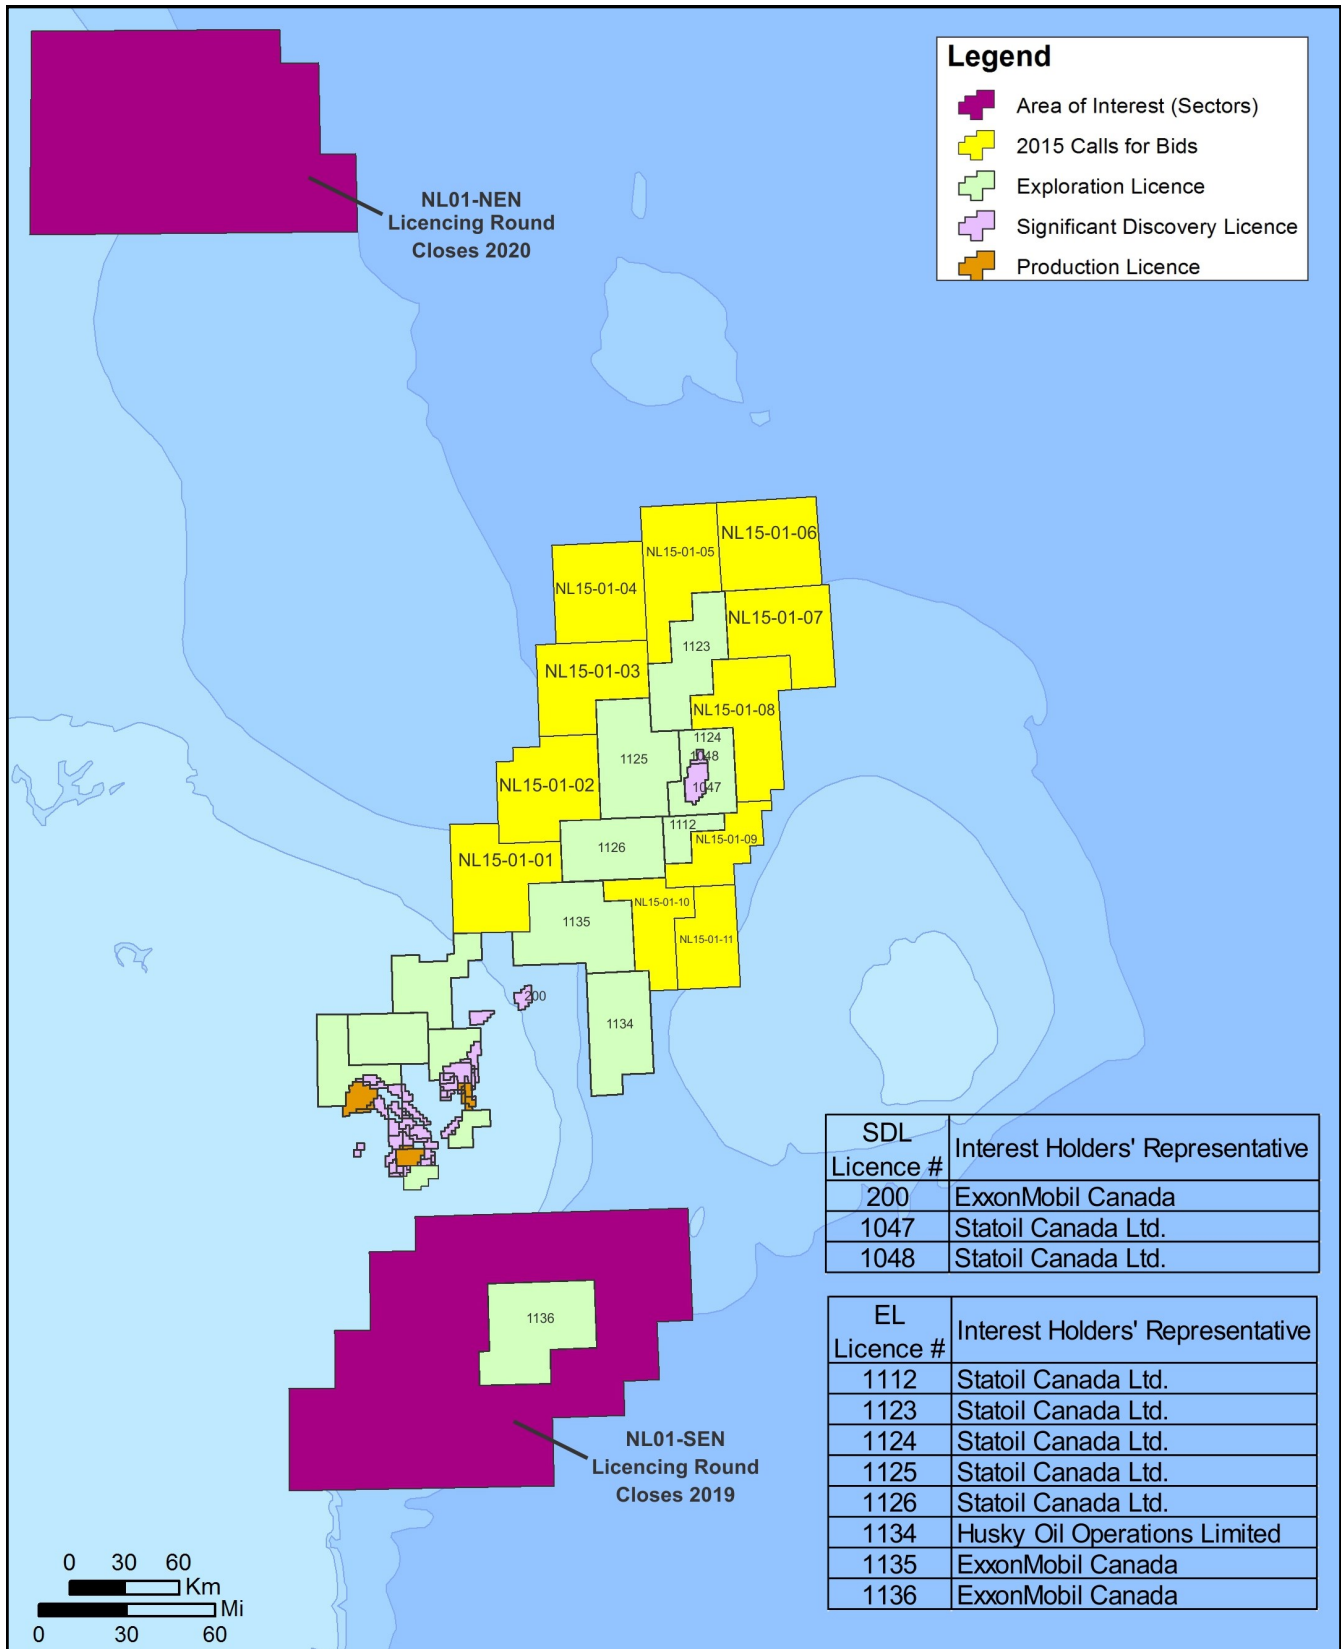 Legend
Area of Interest (Sectors)
2015 Calls for Bids
Exploration Licence
Significant Discovery Licence
Production Licence
NL01-NEN
Licencing Round
Closes 2020
NL15-01-06
NL15-01-05
NL15-01-04
NL15-01-07
1123
NL15-01-03
NL15-01-08
1124
1048
1125
1047
NL15-01-02
1112
NL15-01-09
1126
NL15-01-01
NL15-01-10
1135
NL15-01-11
200
1134
SDL
Licence #
Interest Holders' Representative
200 ExxonMobil Canada
1047 Statoil Canada Ltd.
1048 Statoil Canada Ltd.
1136
EL
Licence #
Interest Holders' Representative
1112 Statoil Canada Ltd.
1123 Statoil Canada Ltd.
1124 Statoil Canada Ltd.
1125 Statoil Canada Ltd.
1126 Statoil Canada Ltd.
1134 Husky Oil Operations Limited
1135 ExxonMobil Canada
1136 ExxonMobil Canada
NL01-SEN
Licencing Round
Closes 2019
0 30 60
Km
Mi
0 30 60